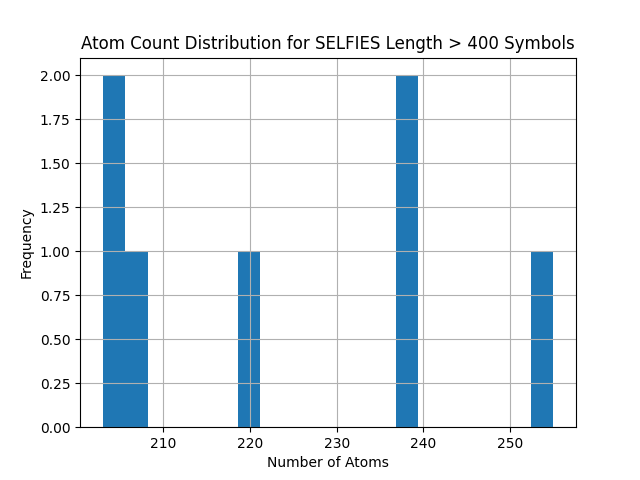 Atom Count Distribution for SELFIES Length > 400 Symbols
2.00
1.75
1.50
1.25
1.00
0.75
0.50
0.25
0.00
Frequency
210 220 230 240 250
Number of Atoms